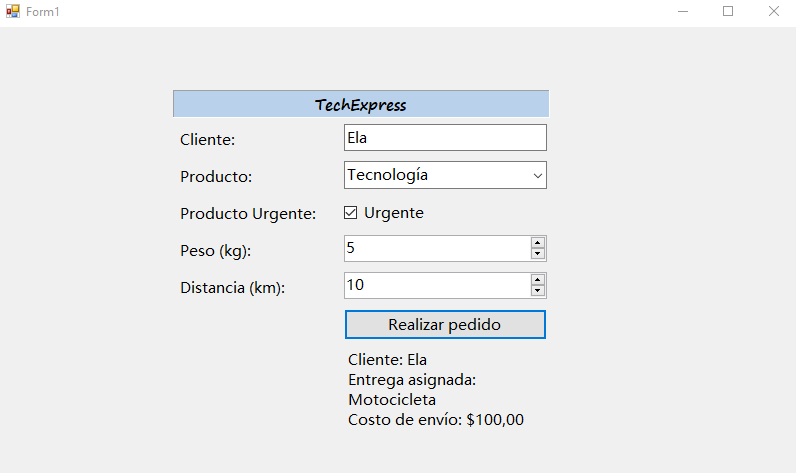 Form1
TechExpress
Cliente: Ela
Producto: Tecnología
Producto Urgente: Urgente
Peso (kg): 5
Distancia (km): 10
Realizar pedido
Cliente: Ela
Entrega asignada:
Motocicleta
Costo de envío: $100,00